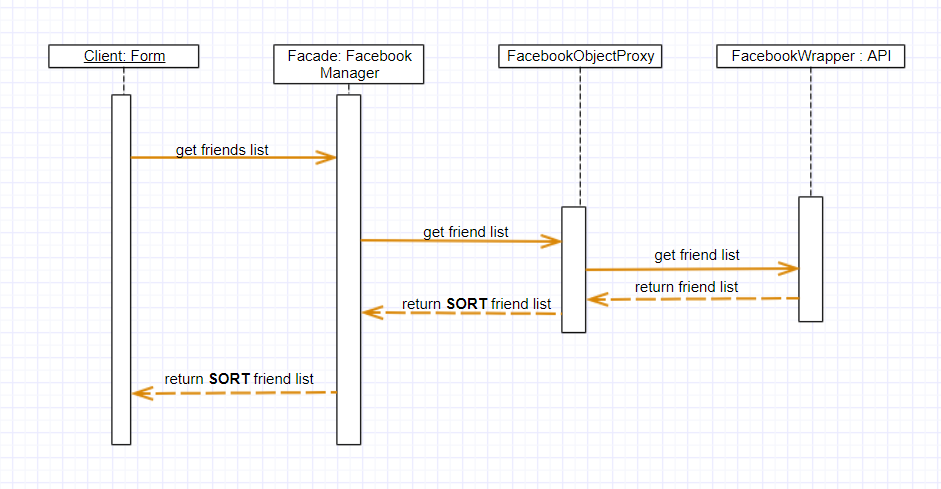 Client: Form
Facade: Facebook
Manager
FacebookObjectProxy
FacebookWrapper : API
get friends list
get friend list
get friend list
return friend list
return SORT friend list
return SORT friend list